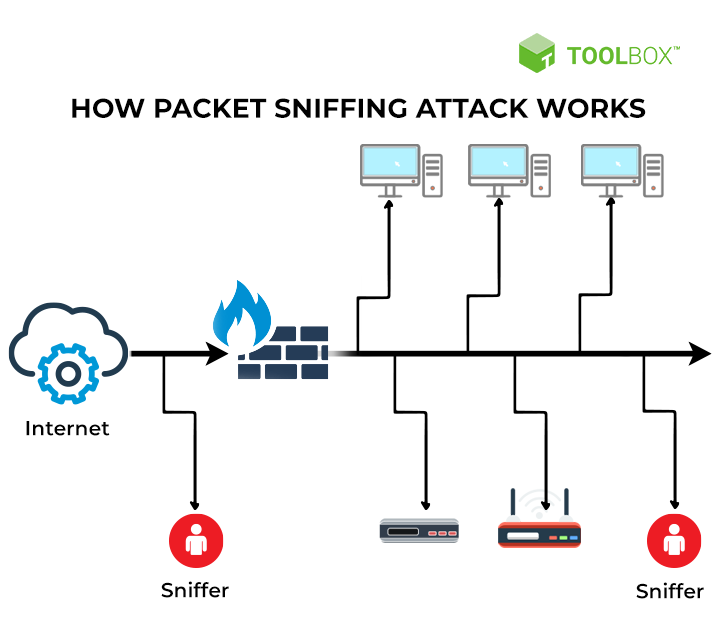 TOOLBOX™
HOW PACKET SNIFFING ATTACK WORKS
Internet
Sniffer
Sniffer